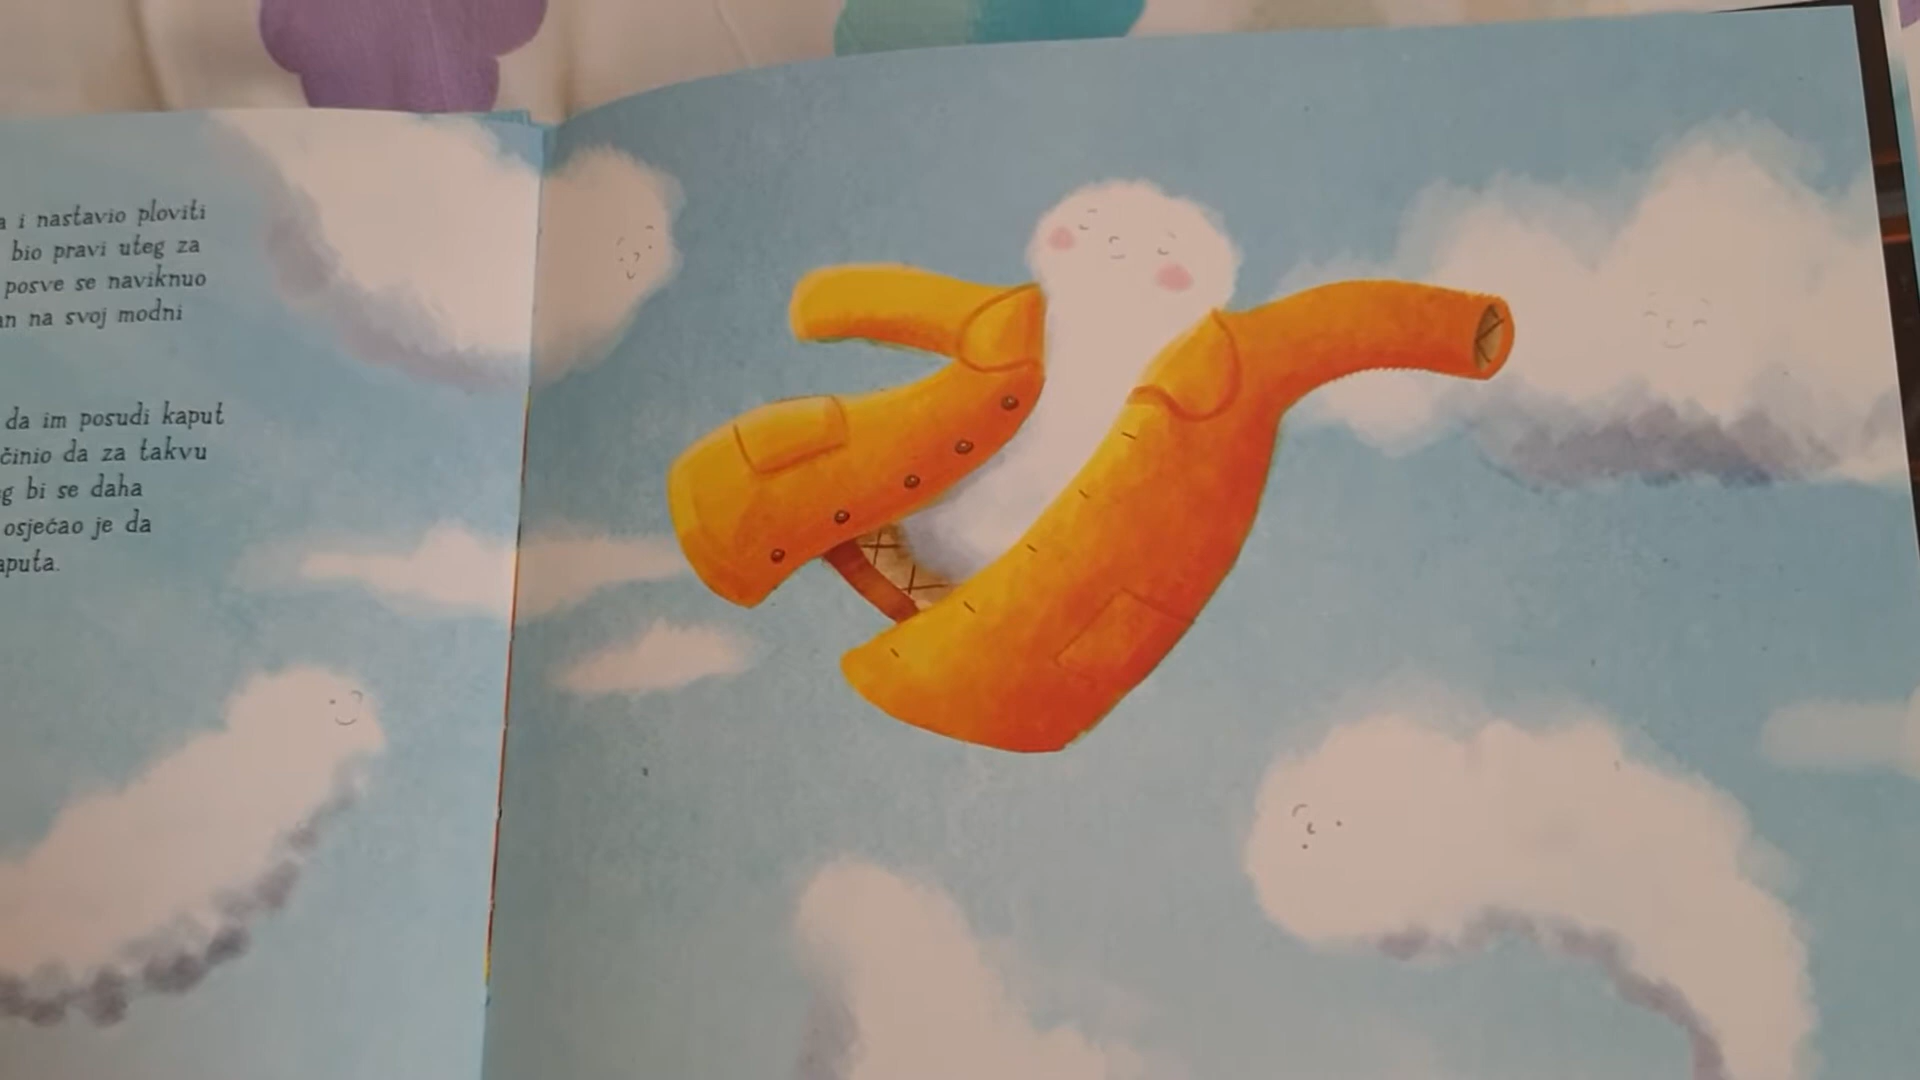 a i nastavio ploviti
bio pravi uteg za
posve se naviknuo
an na svoj modni
da im posudi kaput
činio da za takvu
g bi se daha
osjećao je da
aputa.